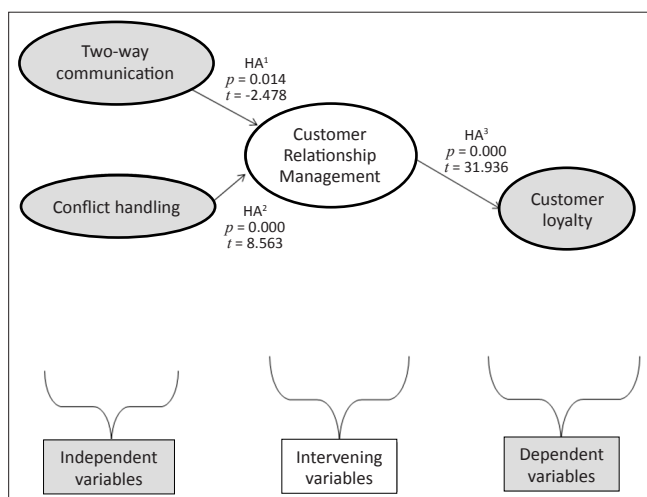 Two-way
communication
HA¹
p = 0.014
t = -2.478
Customer
Relationship
Management
HA³
p = 0.000
t = 31.936
Conflict handling
Customer
loyalty
HA²
p = 0.000
t = 8.563
Independent
variables
Intervening
variables
Dependent
variables